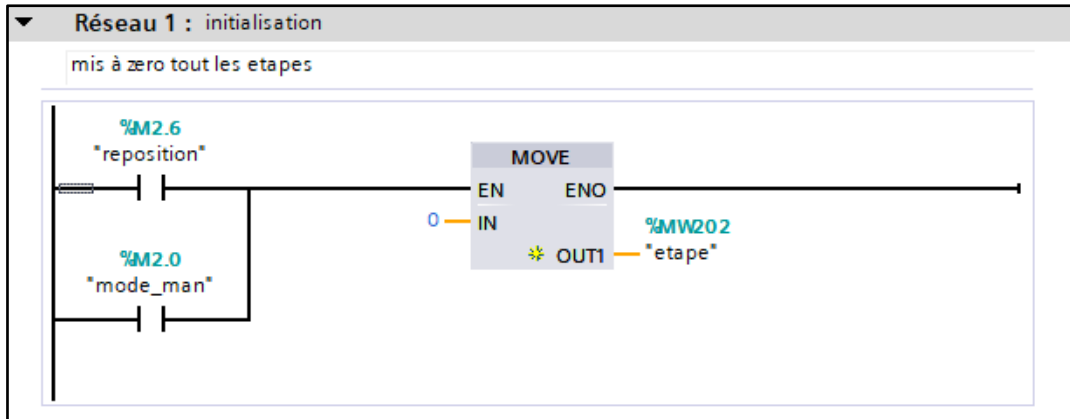 Réseau 1 : initialisation
mis à zero tout les etapes
%M2.6
"reposition"
MOVE
EN ENO
0 IN
%MW202
OUT1 "etape"
%M2.0
"mode_man"